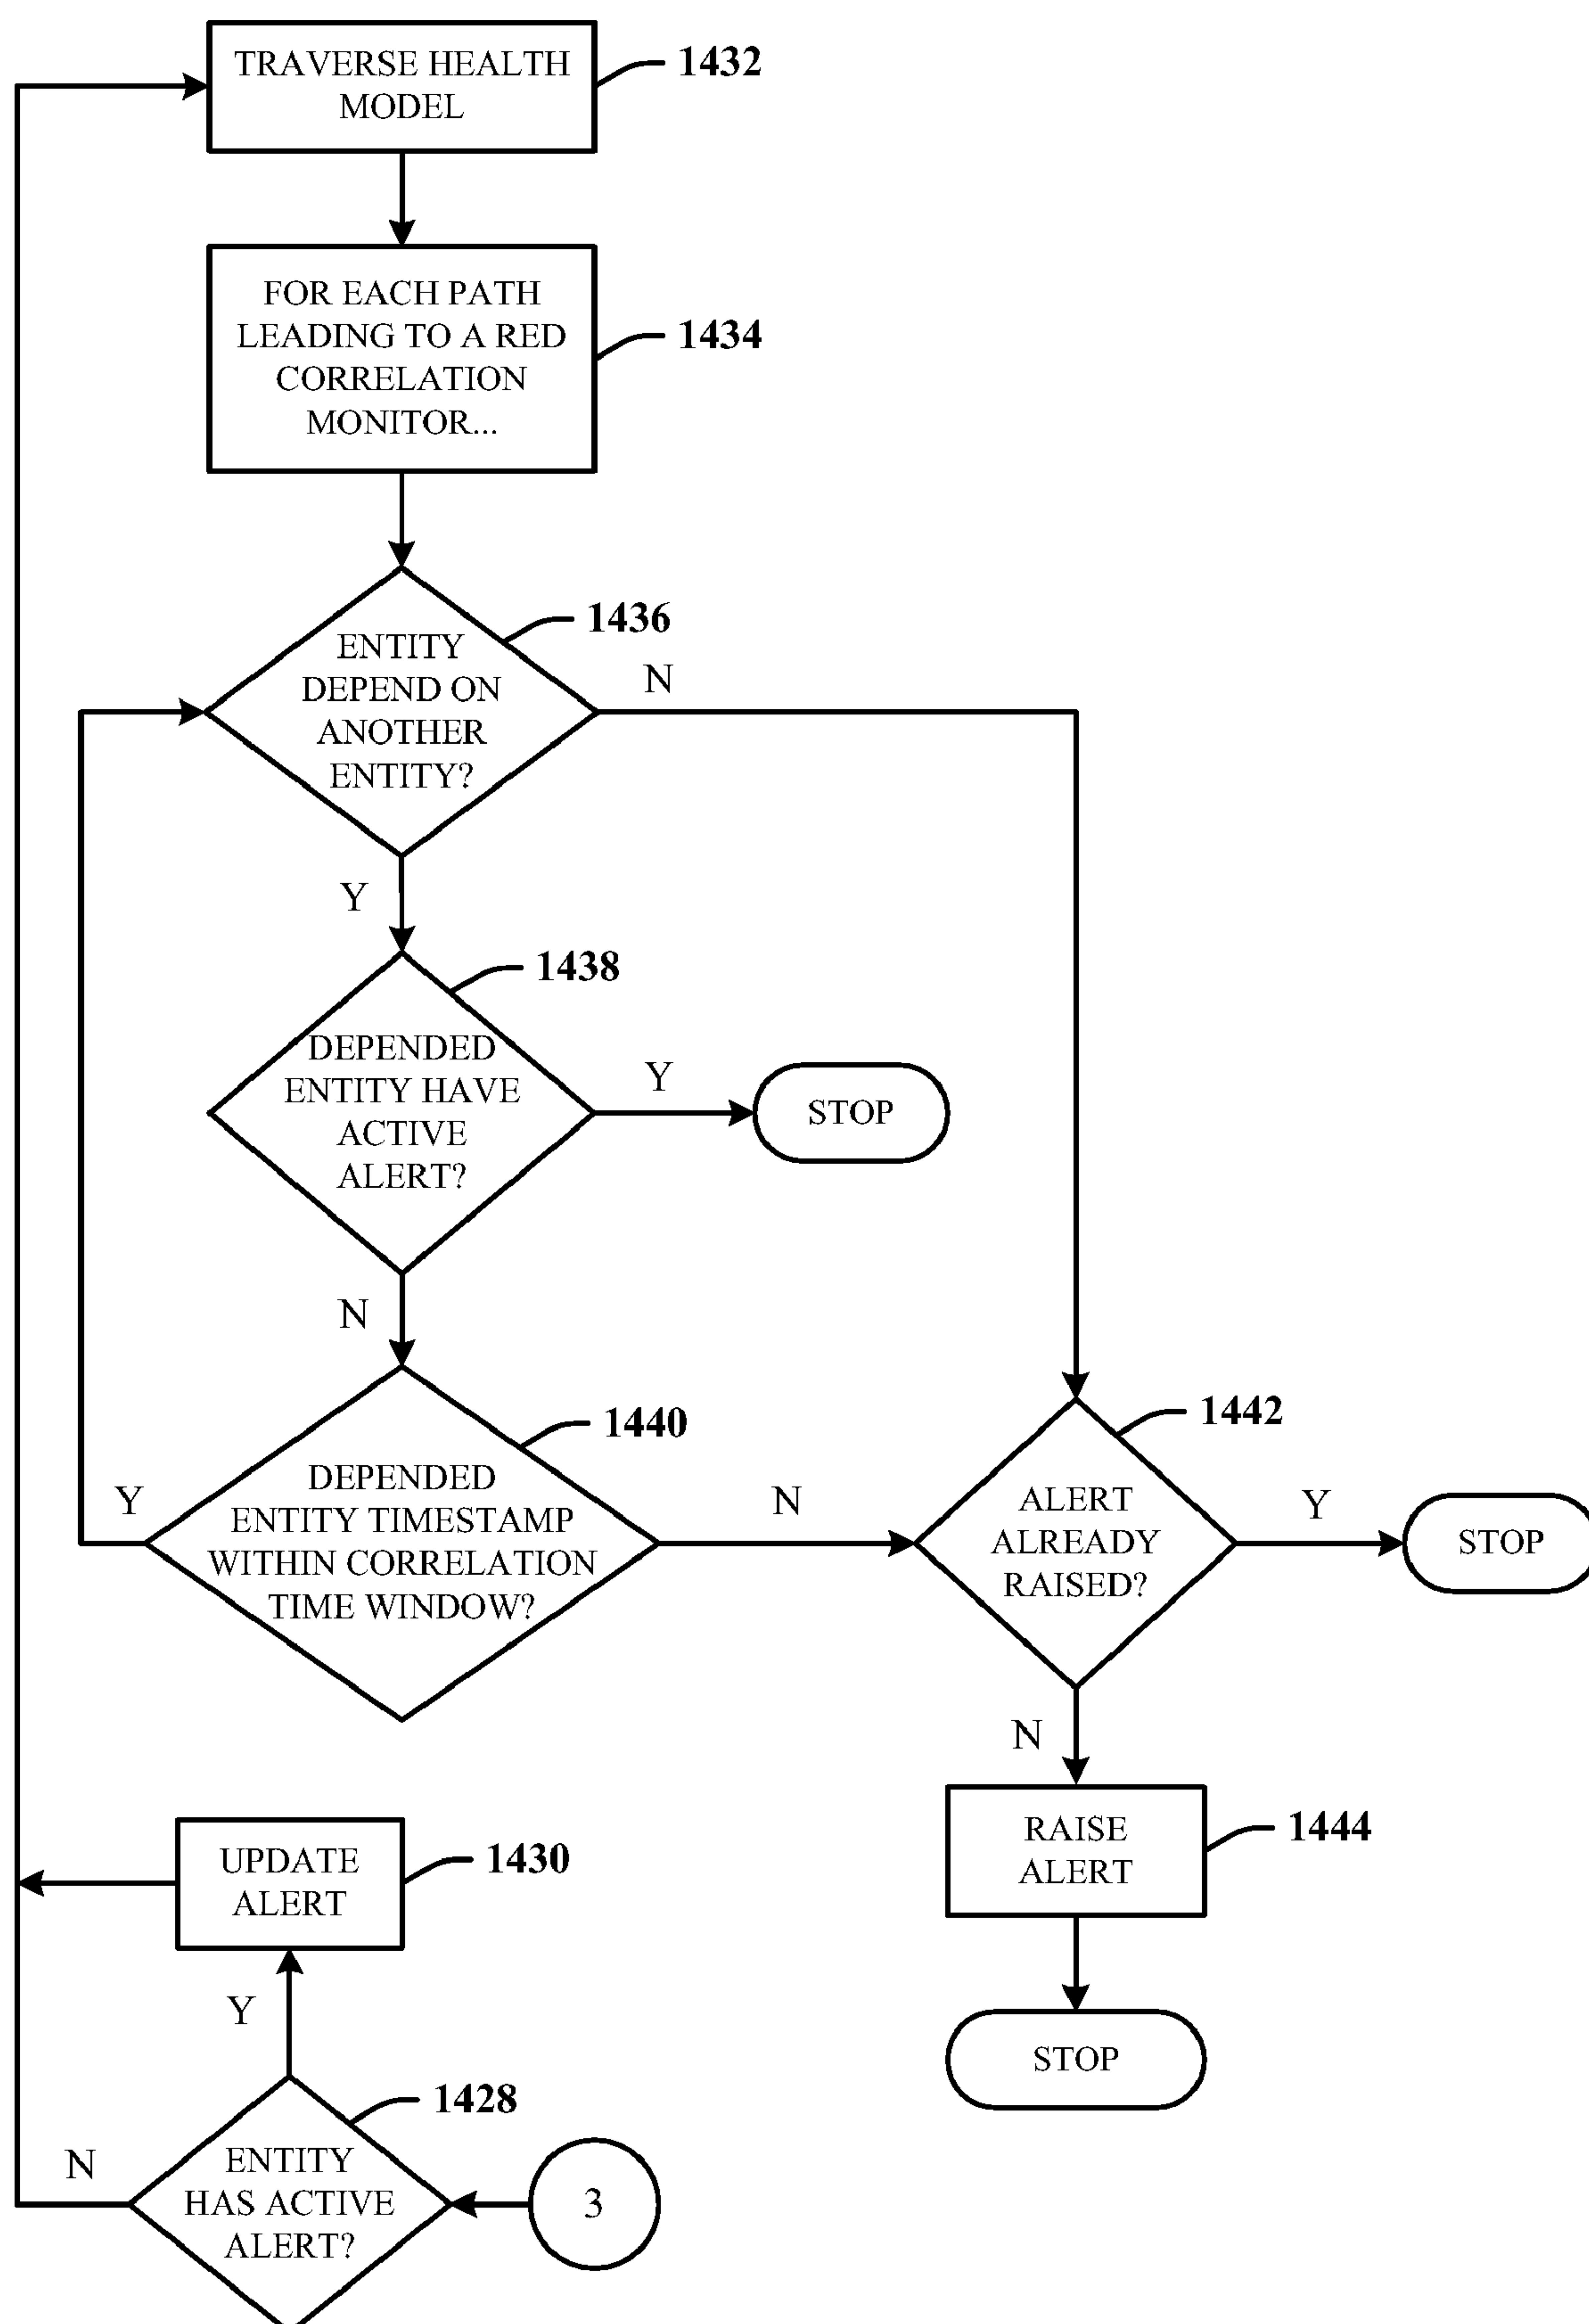 TRAVERSE HEALTH
MODEL
1432
FOR EACH PATH
LEADING TO A RED
CORRELATION
MONITOR...
1434
ENTITY
DEPEND ON
ANOTHER
ENTITY?
1436
N
Y
DEPENDED
ENTITY HAVE
ACTIVE
ALERT?
1438
Y
STOP
N
DEPENDED
ENTITY TIMESTAMP
WITHIN CORRELATION
TIME WINDOW?
1440
Y
N
ALERT
ALREADY
RAISED?
1442
Y
STOP
N
RAISE
ALERT
1444
STOP
UPDATE
ALERT
1430
Y
ENTITY
HAS ACTIVE
ALERT?
1428
N
3